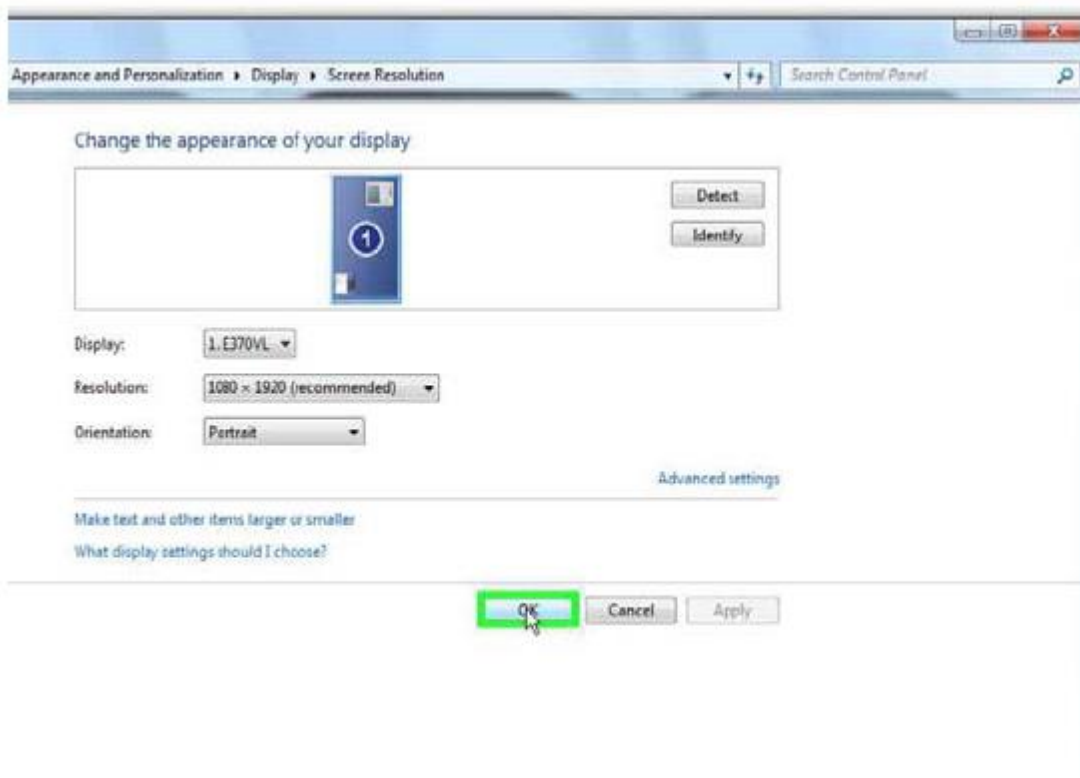 Appearance and Personalization ▸ Display ▸ Screen Resolution Search Control Panel
Change the appearance of your display
1
Detect
Identify
Display: 1. E370VL
Resolution: 1080 × 1920 (recommended)
Orientation: Portrait
Advanced settings
Make text and other items larger or smaller
What display settings should I choose?
OK Cancel Apply